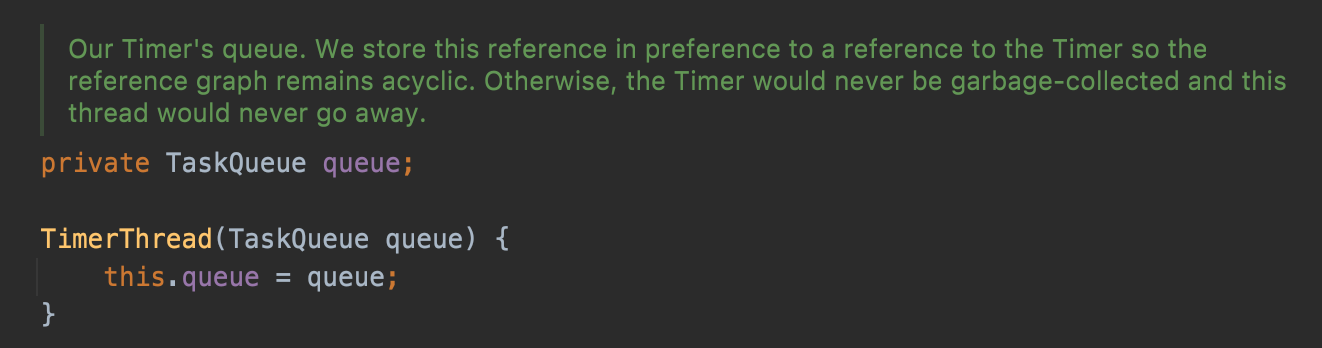 Our Timer's queue. We store this reference in preference to a reference to the Timer so the
reference graph remains acyclic. Otherwise, the Timer would never be garbage-collected and this
thread would never go away.
private TaskQueue queue;
TimerThread(TaskQueue queue) {
    this.queue = queue;
}